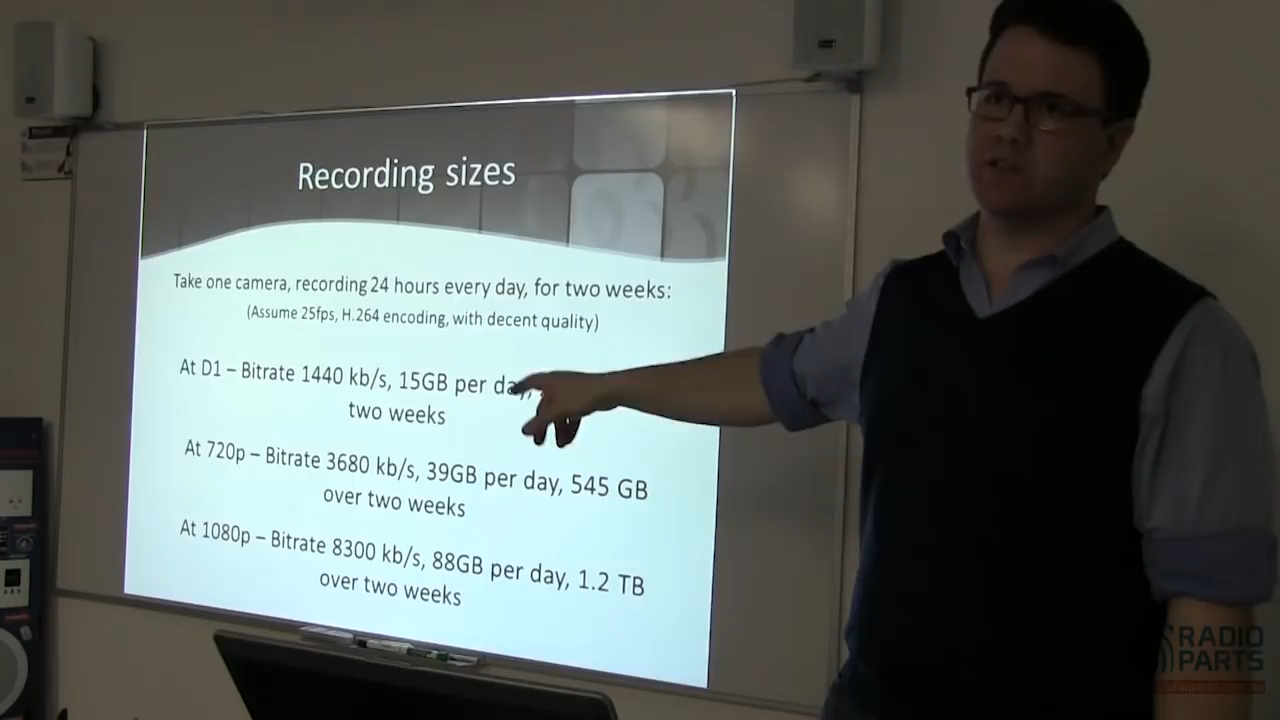 Recording sizes
Take one camera, recording 24 hours every day, for two weeks:
(Assume 25fps, H.264 encoding, with decent quality)
At D1 – Bitrate 1440 kb/s, 15GB per day,
two weeks
At 720p – Bitrate 3680 kb/s, 39GB per day, 545 GB
over two weeks
At 1080p – Bitrate 8300 kb/s, 88GB per day, 1.2 TB
over two weeks
RADIO
PARTS